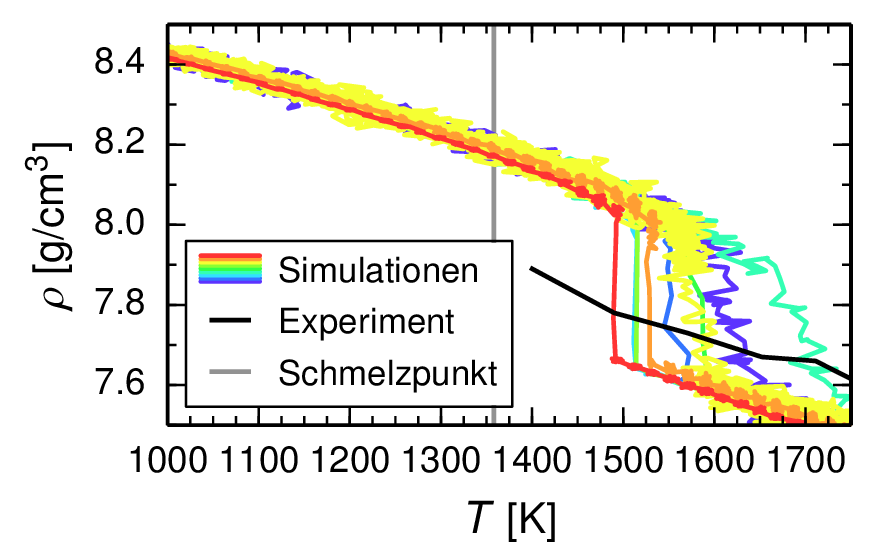 8.4
8.2
8.0
7.8
7.6
ρ [g/cm³]
Simulationen
Experiment
Schmelzpunkt
1000 1100 1200 1300 1400 1500 1600 1700
T [K]